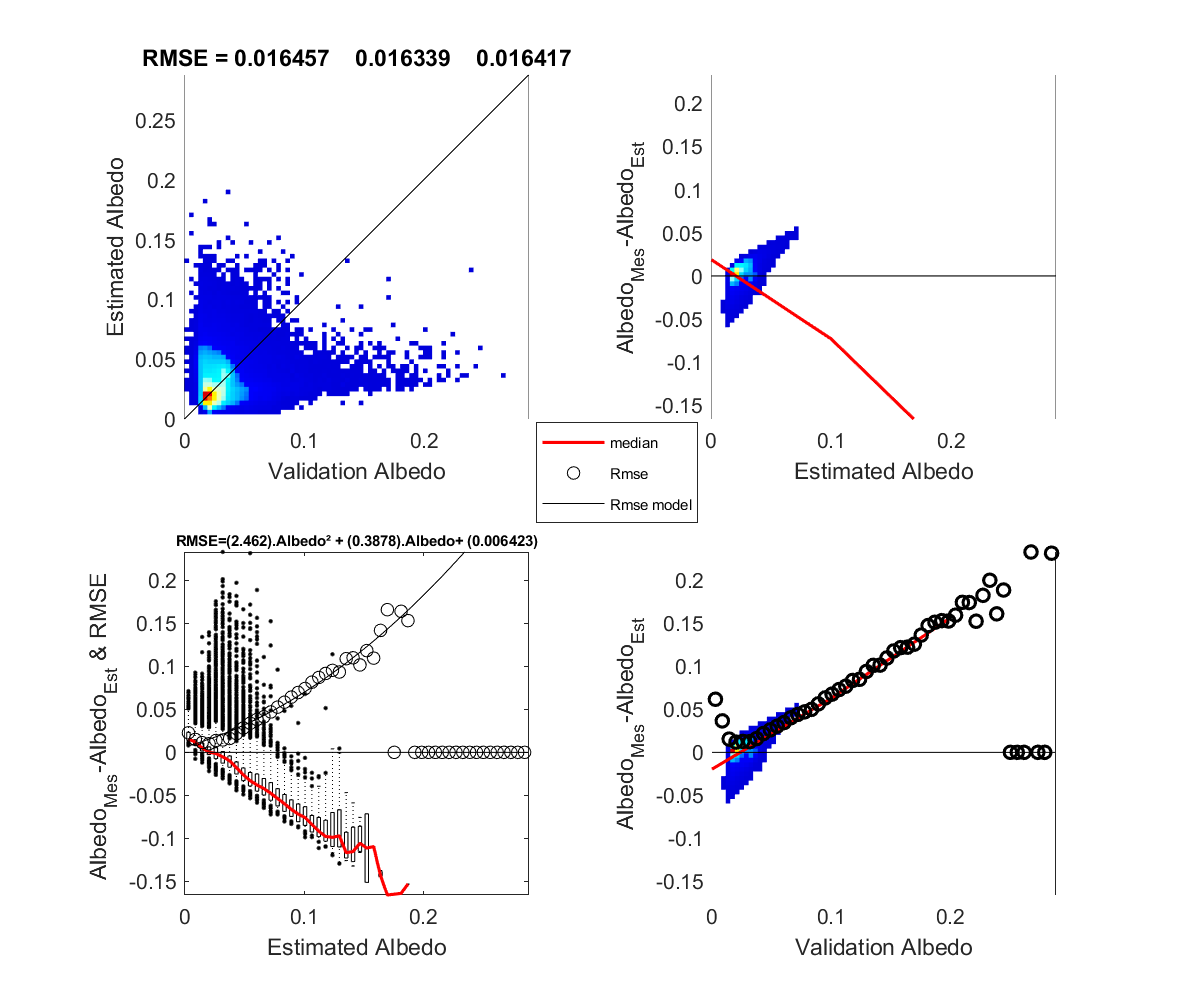 RMSE = 0.016457 0.016339 0.016417
0.25
0.2
0.15
0.1
0.05
0
0 0.1 0.2
Estimated Albedo
Validation Albedo
0.2
0.15
0.1
0.05
0
-0.05
-0.1
-0.15
0 0.1 0.2
AlbedoMes-AlbedoEst
Estimated Albedo
median
Rmse
Rmse model
RMSE=(2.462).Albedo² + (0.3878).Albedo+ (0.006423)
0.2
0.15
0.1
0.05
0
-0.05
-0.1
-0.15
0 0.1 0.2
AlbedoMes-AlbedoEst & RMSE
Estimated Albedo
0.2
0.15
0.1
0.05
0
-0.05
-0.1
-0.15
0 0.1 0.2
AlbedoMes-AlbedoEst
Validation Albedo